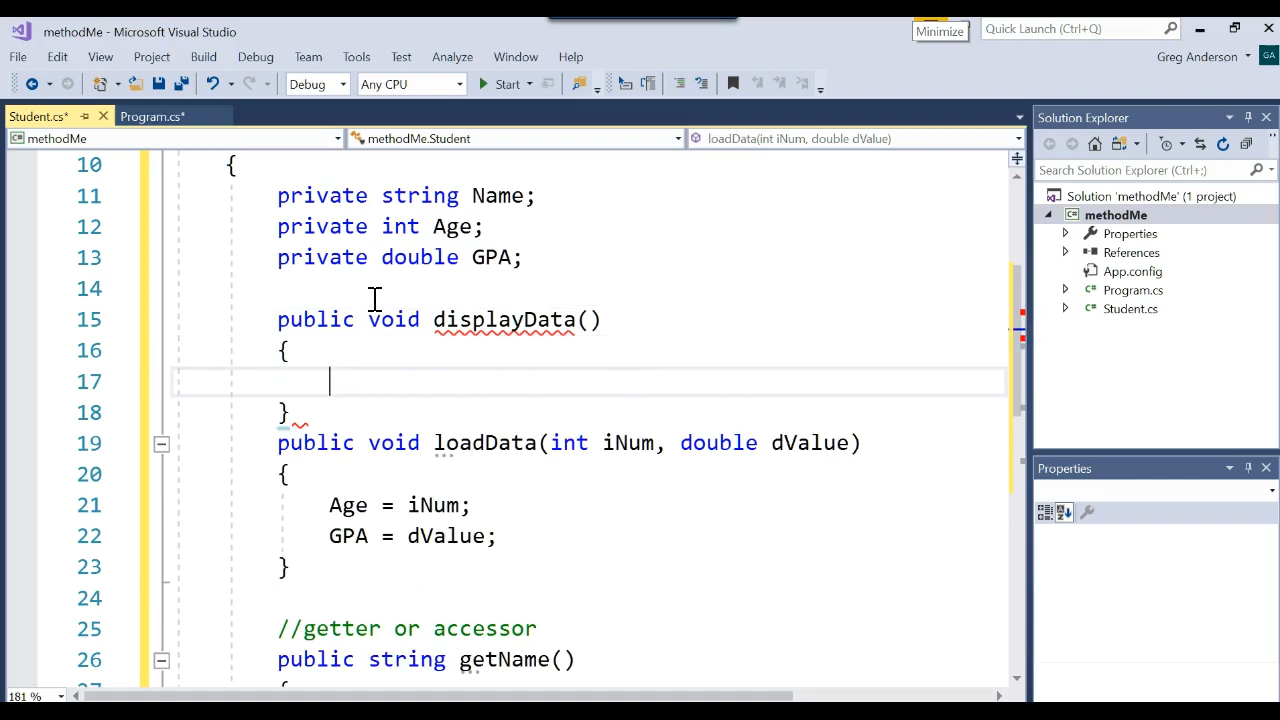 methodMe - Microsoft Visual Studio
Minimize
Quick Launch (Ctrl+Q)
File Edit View Project Build Debug Team Tools Test Analyze Window Help
Greg Anderson
GA
Debug Any CPU Start
Student.cs* Program.cs*
methodMe methodMe.Student loadData(int iNum, double dValue)
10 {
11 private string Name;
12 private int Age;
13 private double GPA;
14
15 public void displayData()
16 {
17
18 }
19 public void loadData(int iNum, double dValue)
20 {
21 Age = iNum;
22 GPA = dValue;
23 }
24
25 //getter or accessor
26 public string getName()
27 {
181 %
Solution Explorer
Search Solution Explorer (Ctrl+;)
Solution 'methodMe' (1 project)
C# methodMe
Properties
References
App.config
C# Program.cs
C# Student.cs
Properties